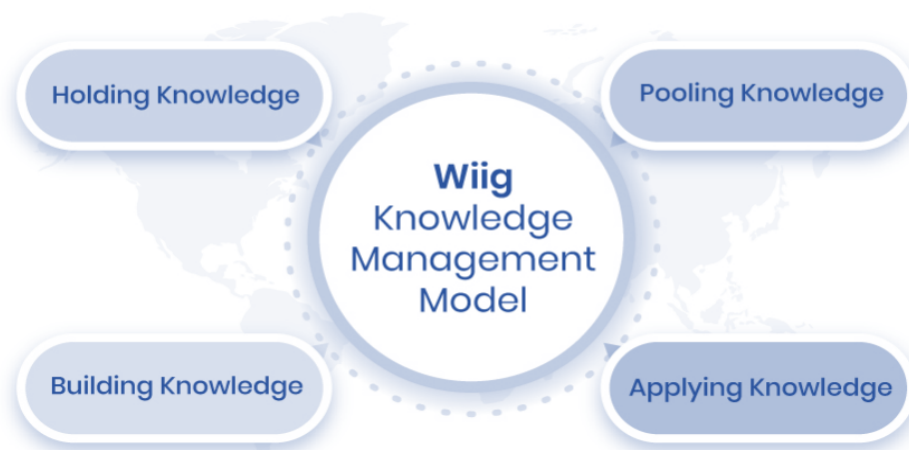 Holding Knowledge
Pooling Knowledge
Wiig
Knowledge
Management
Model
Building Knowledge
Applying Knowledge